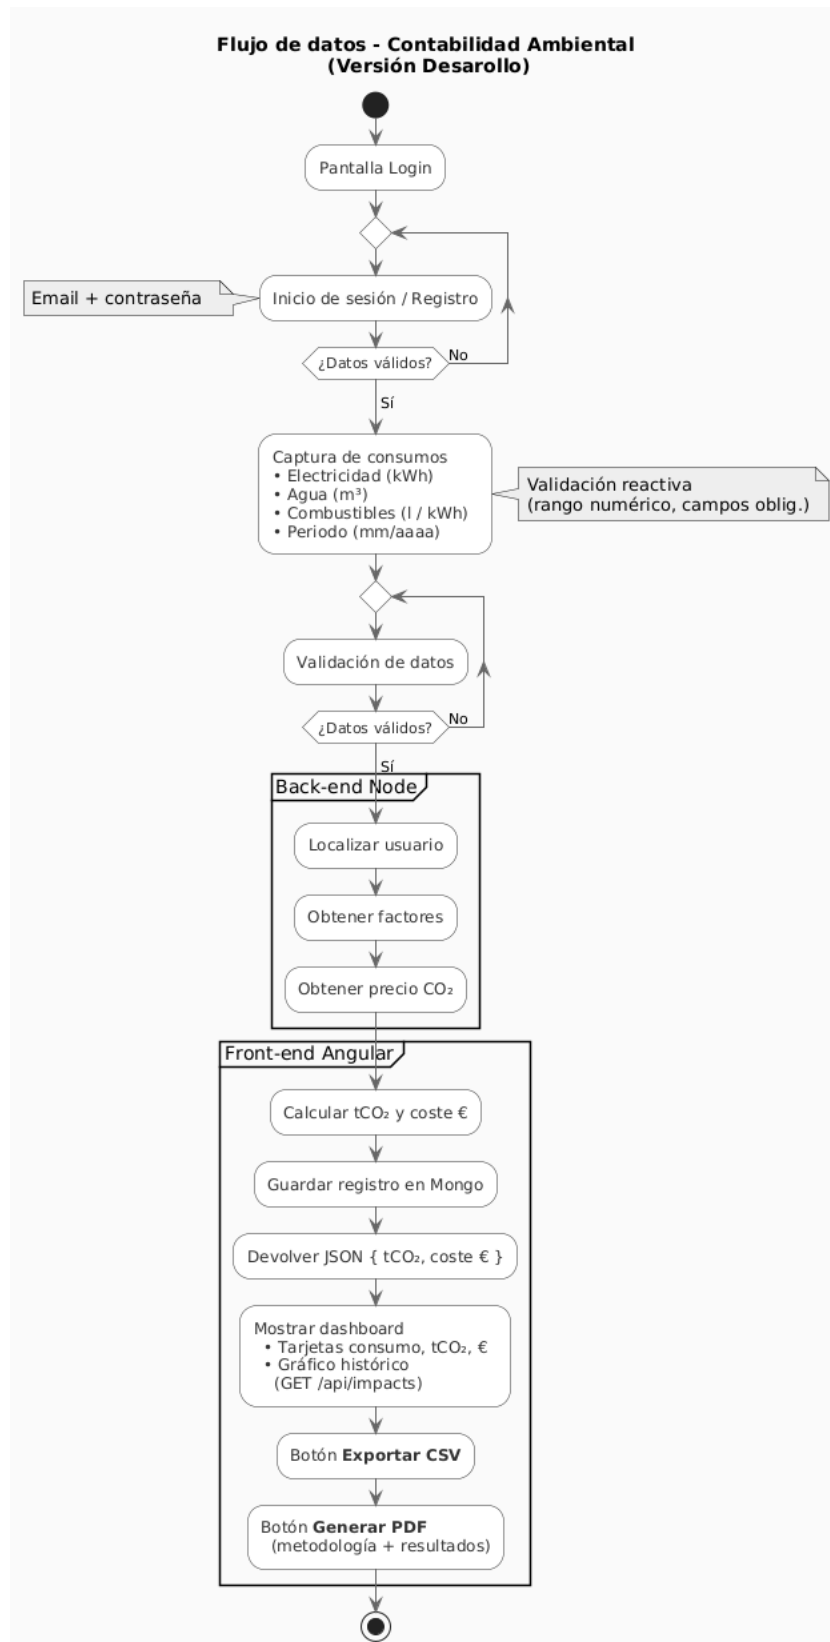 Flujo de datos - Contabilidad Ambiental
(Versión Desarollo)
Pantalla Login
Email + contraseña
Inicio de sesión / Registro
¿Datos válidos?
No
Sí
Captura de consumos
• Electricidad (kWh)
• Agua (m³)
• Combustibles (l / kWh)
• Periodo (mm/aaaa)
Validación reactiva
(rango numérico, campos oblig.)
Validación de datos
¿Datos válidos?
No
Sí
Back-end Node
Localizar usuario
Obtener factores
Obtener precio CO₂
Front-end Angular
Calcular tCO₂ y coste €
Guardar registro en Mongo
Devolver JSON { tCO₂, coste € }
Mostrar dashboard
• Tarjetas consumo, tCO₂, €
• Gráfico histórico
(GET /api/impacts)
Botón Exportar CSV
Botón Generar PDF
(metodología + resultados)